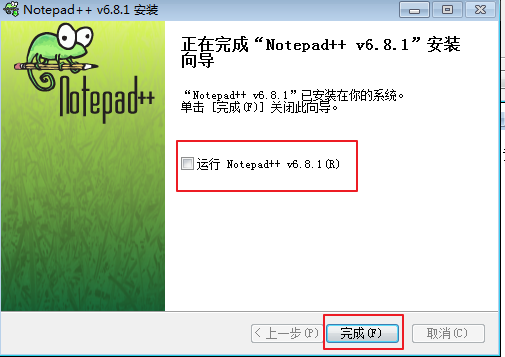 Notepad++ v6.8.1 安装
Notepad++
正在完成“Notepad++ v6.8.1”安装
向导
“Notepad++ v6.8.1”已安装在你的系统。
单击 [完成(F)] 关闭此向导。
运行 Notepad++ v6.8.1(R)
< 上一步(P)
完成(F)
取消(C)